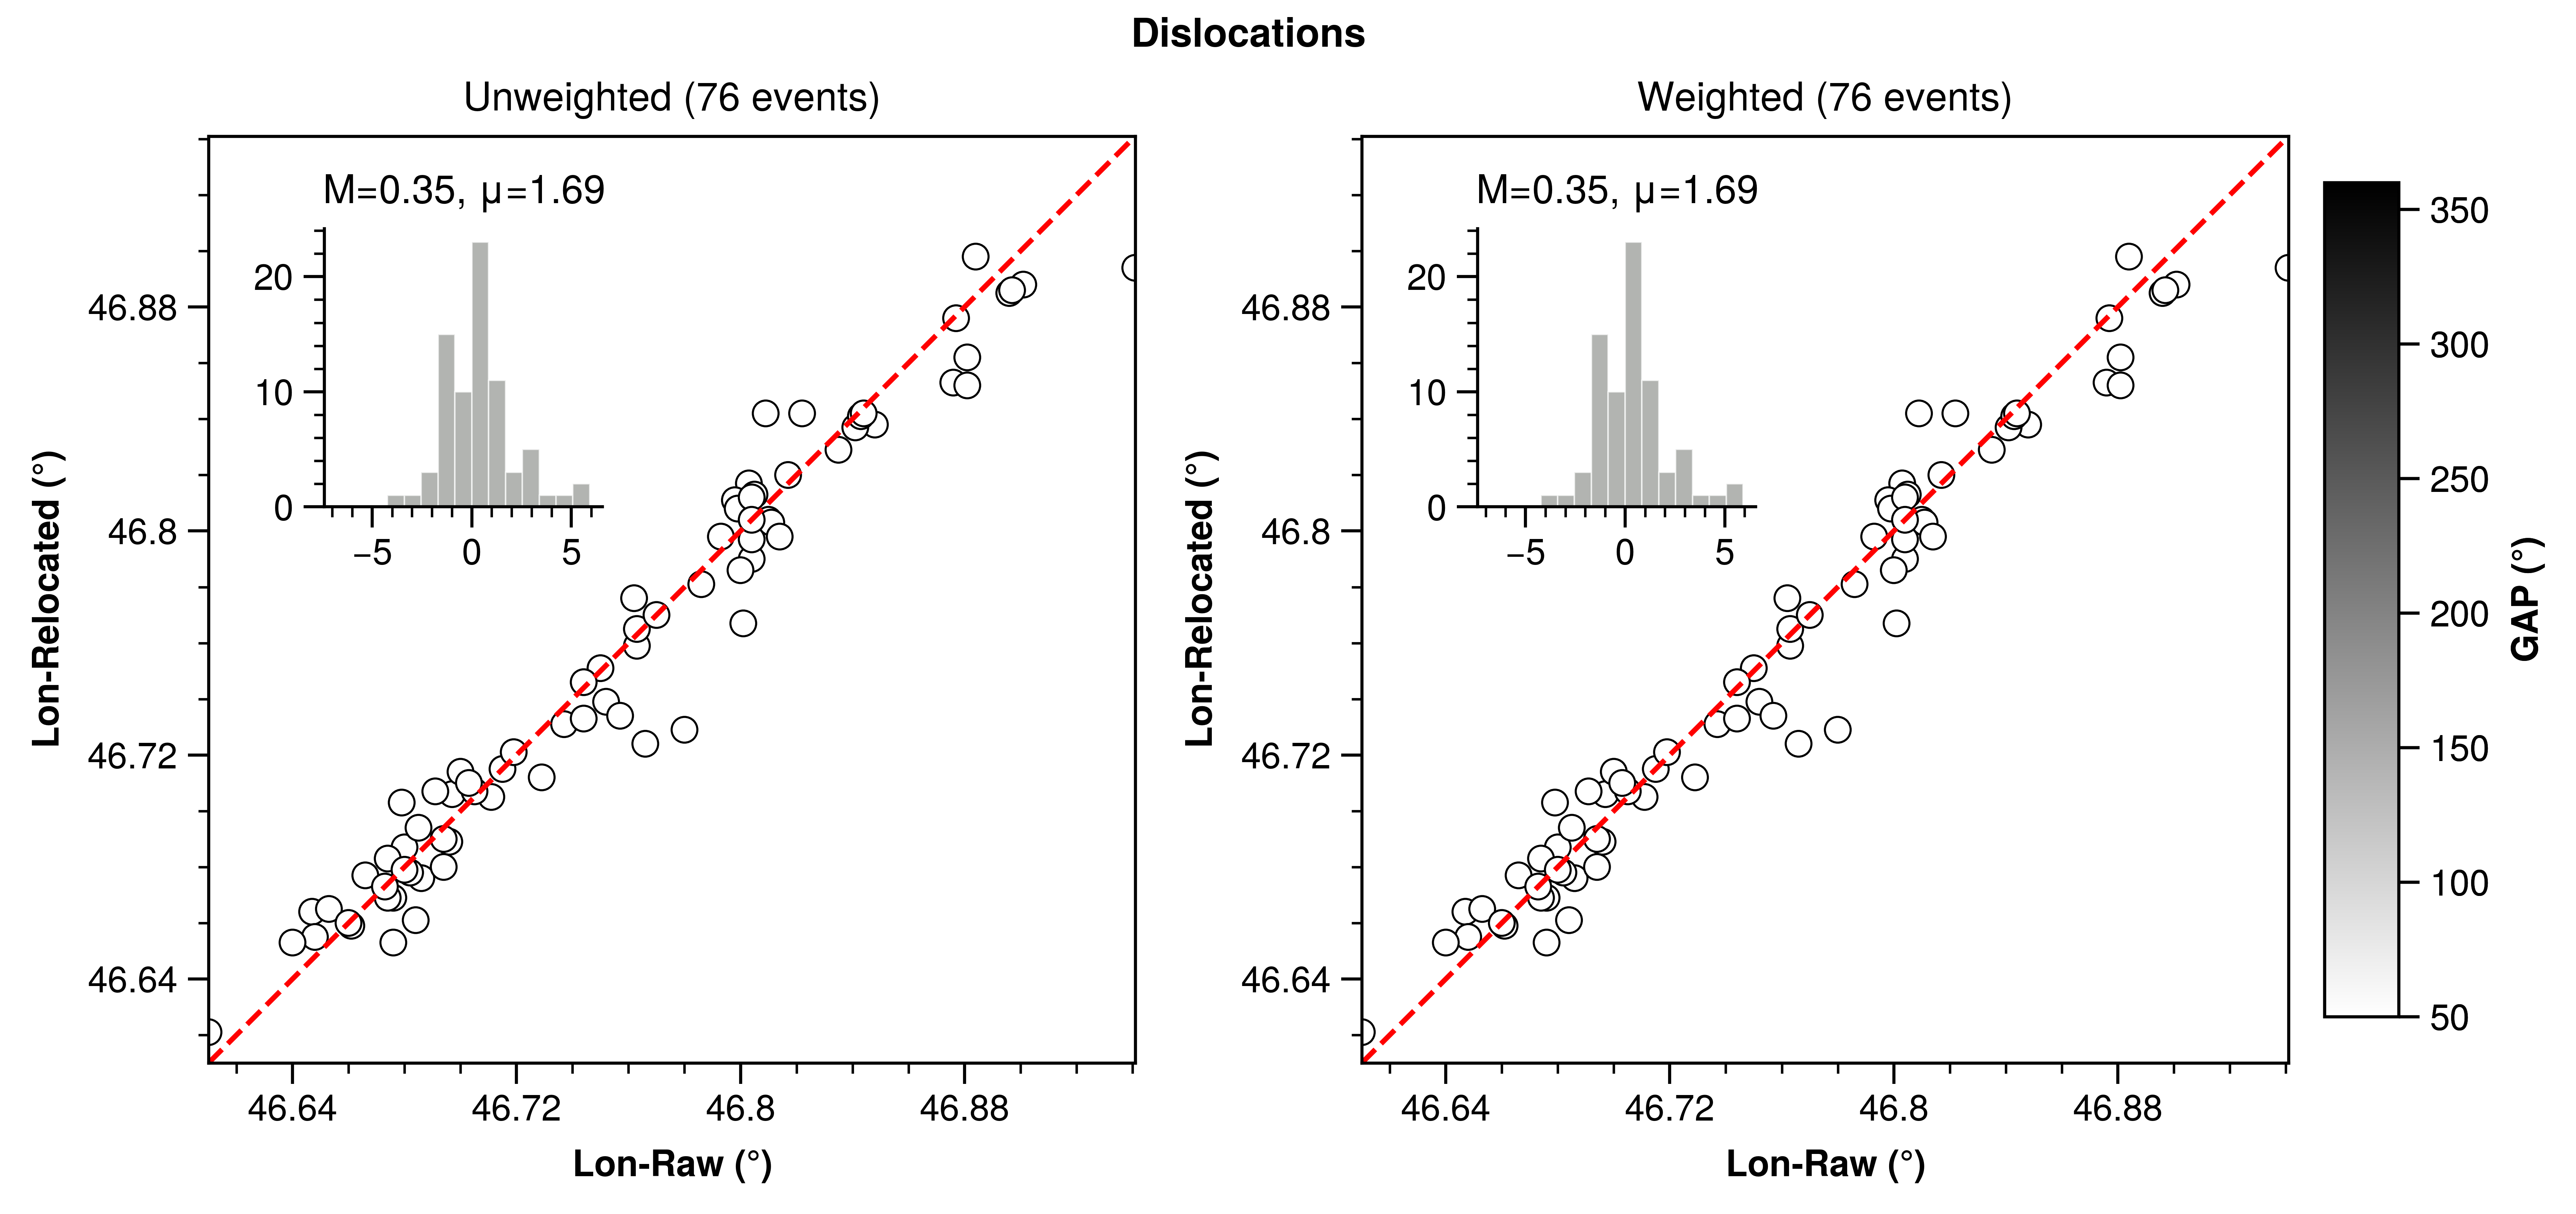 Dislocations
Unweighted (76 events)
M=0.35, μ=1.69
20
10
0
−5 0 5
46.88
46.8
46.72
46.64
Lon-Relocated (°)
46.64 46.72 46.8 46.88
Lon-Raw (°)
Weighted (76 events)
M=0.35, μ=1.69
20
10
0
−5 0 5
46.88
46.8
46.72
46.64
Lon-Relocated (°)
46.64 46.72 46.8 46.88
Lon-Raw (°)
350
300
250
200
150
100
50
GAP (°)